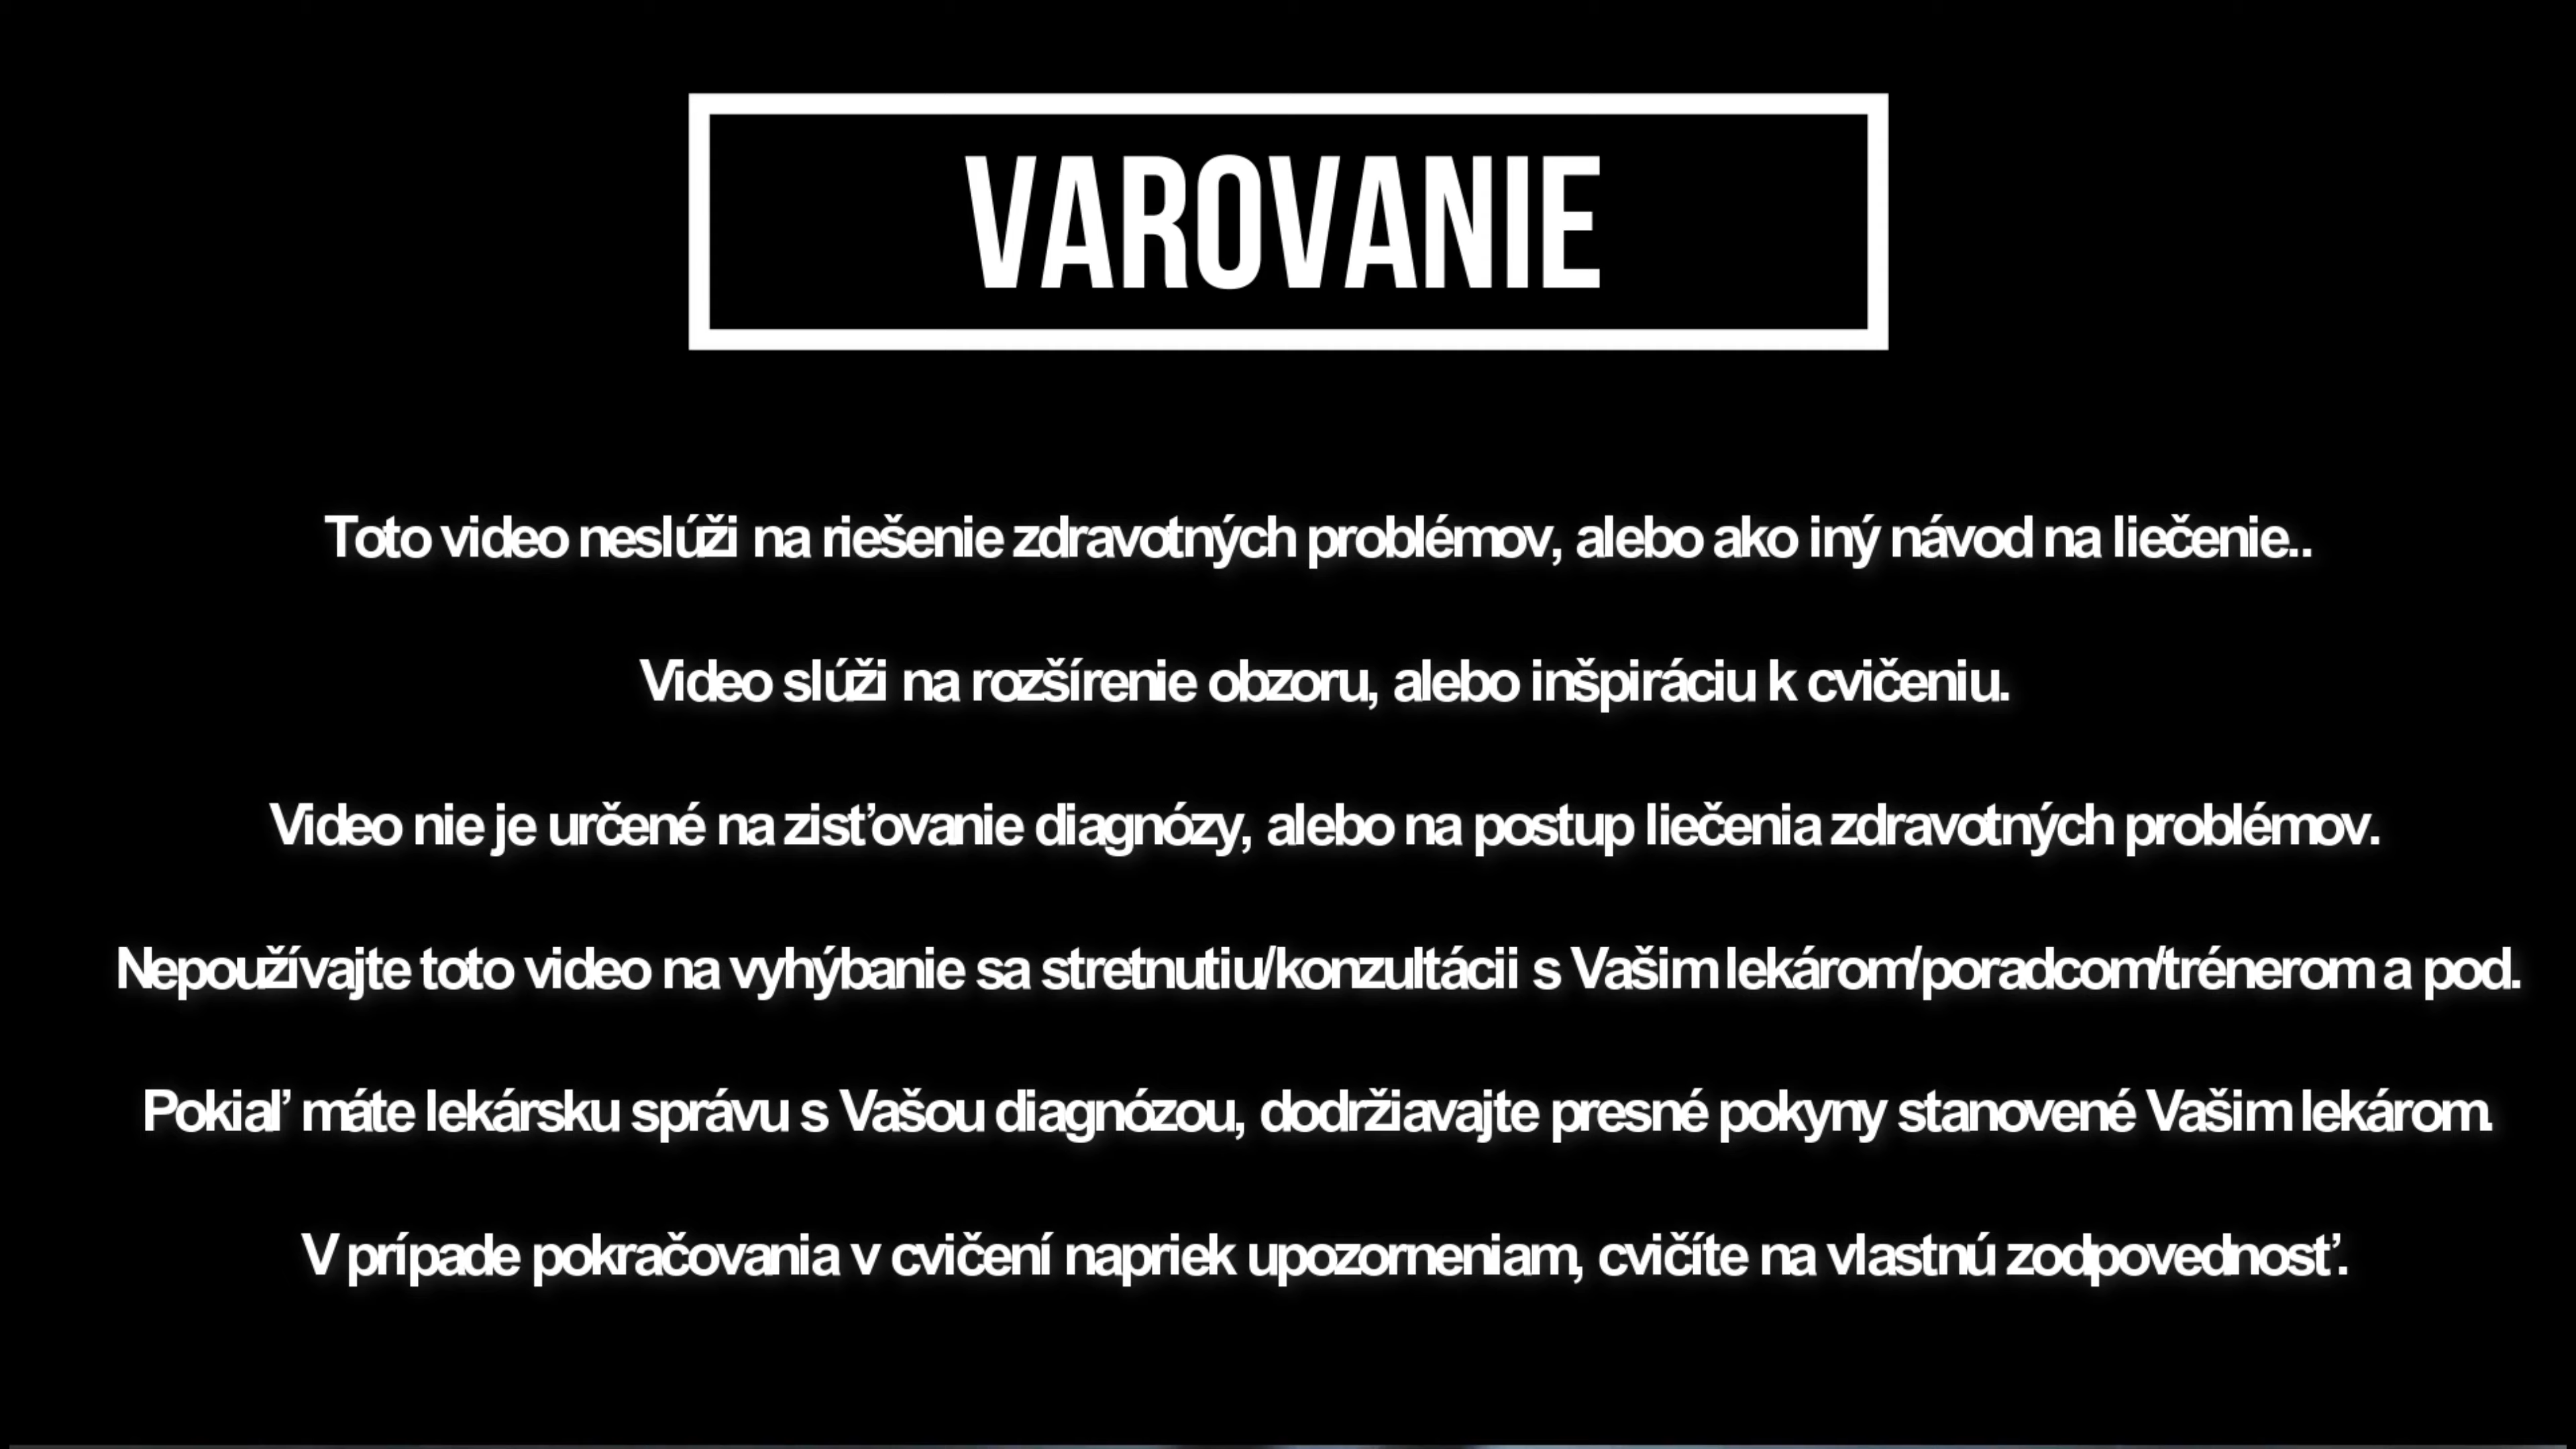 VAROVANIE
Toto video neslúži na riešenie zdravotných problémov, alebo ako iný návod na liečenie..
Video slúži na rozšírenie obzoru, alebo inšpiráciu k cvičeniu.
Video nie je určené na zisťovanie diagnózy, alebo na postup liečenia zdravotných problémov.
Nepoužívajte toto video na vyhýbanie sa stretnutiu/konzultácii s Vašim lekárom/poradcom/trénerom a pod.
Pokiaľ máte lekársku správu s Vašou diagnózou, dodržiavajte presné pokyny stanovené Vašim lekárom.
V prípade pokračovania v cvičení napriek upozorneniam, cvičíte na vlastnú zodpovednosť.